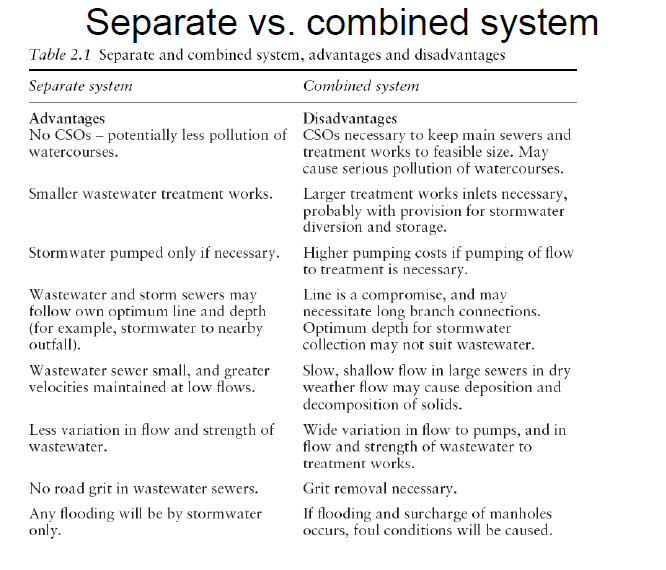 Separate vs. combined system
Table 2.1 Separate and combined system, advantages and disadvantages
Separate system
Combined system
Advantages
No CSOs – potentially less pollution of
watercourses.
Disadvantages
CSOs necessary to keep main sewers and
treatment works to feasible size. May
cause serious pollution of watercourses.
Smaller wastewater treatment works.
Larger treatment works inlets necessary,
probably with provision for stormwater
diversion and storage.
Stormwater pumped only if necessary.
Higher pumping costs if pumping of flow
to treatment is necessary.
Wastewater and storm sewers may
follow own optimum line and depth
(for example, stormwater to nearby
outfall).
Line is a compromise, and may
necessitate long branch connections.
Optimum depth for stormwater
collection may not suit wastewater.
Wastewater sewer small, and greater
velocities maintained at low flows.
Slow, shallow flow in large sewers in dry
weather flow may cause deposition and
decomposition of solids.
Less variation in flow and strength of
wastewater.
Wide variation in flow to pumps, and in
flow and strength of wastewater to
treatment works.
No road grit in wastewater sewers.
Grit removal necessary.
Any flooding will be by stormwater
only.
If flooding and surcharge of manholes
occurs, foul conditions will be caused.